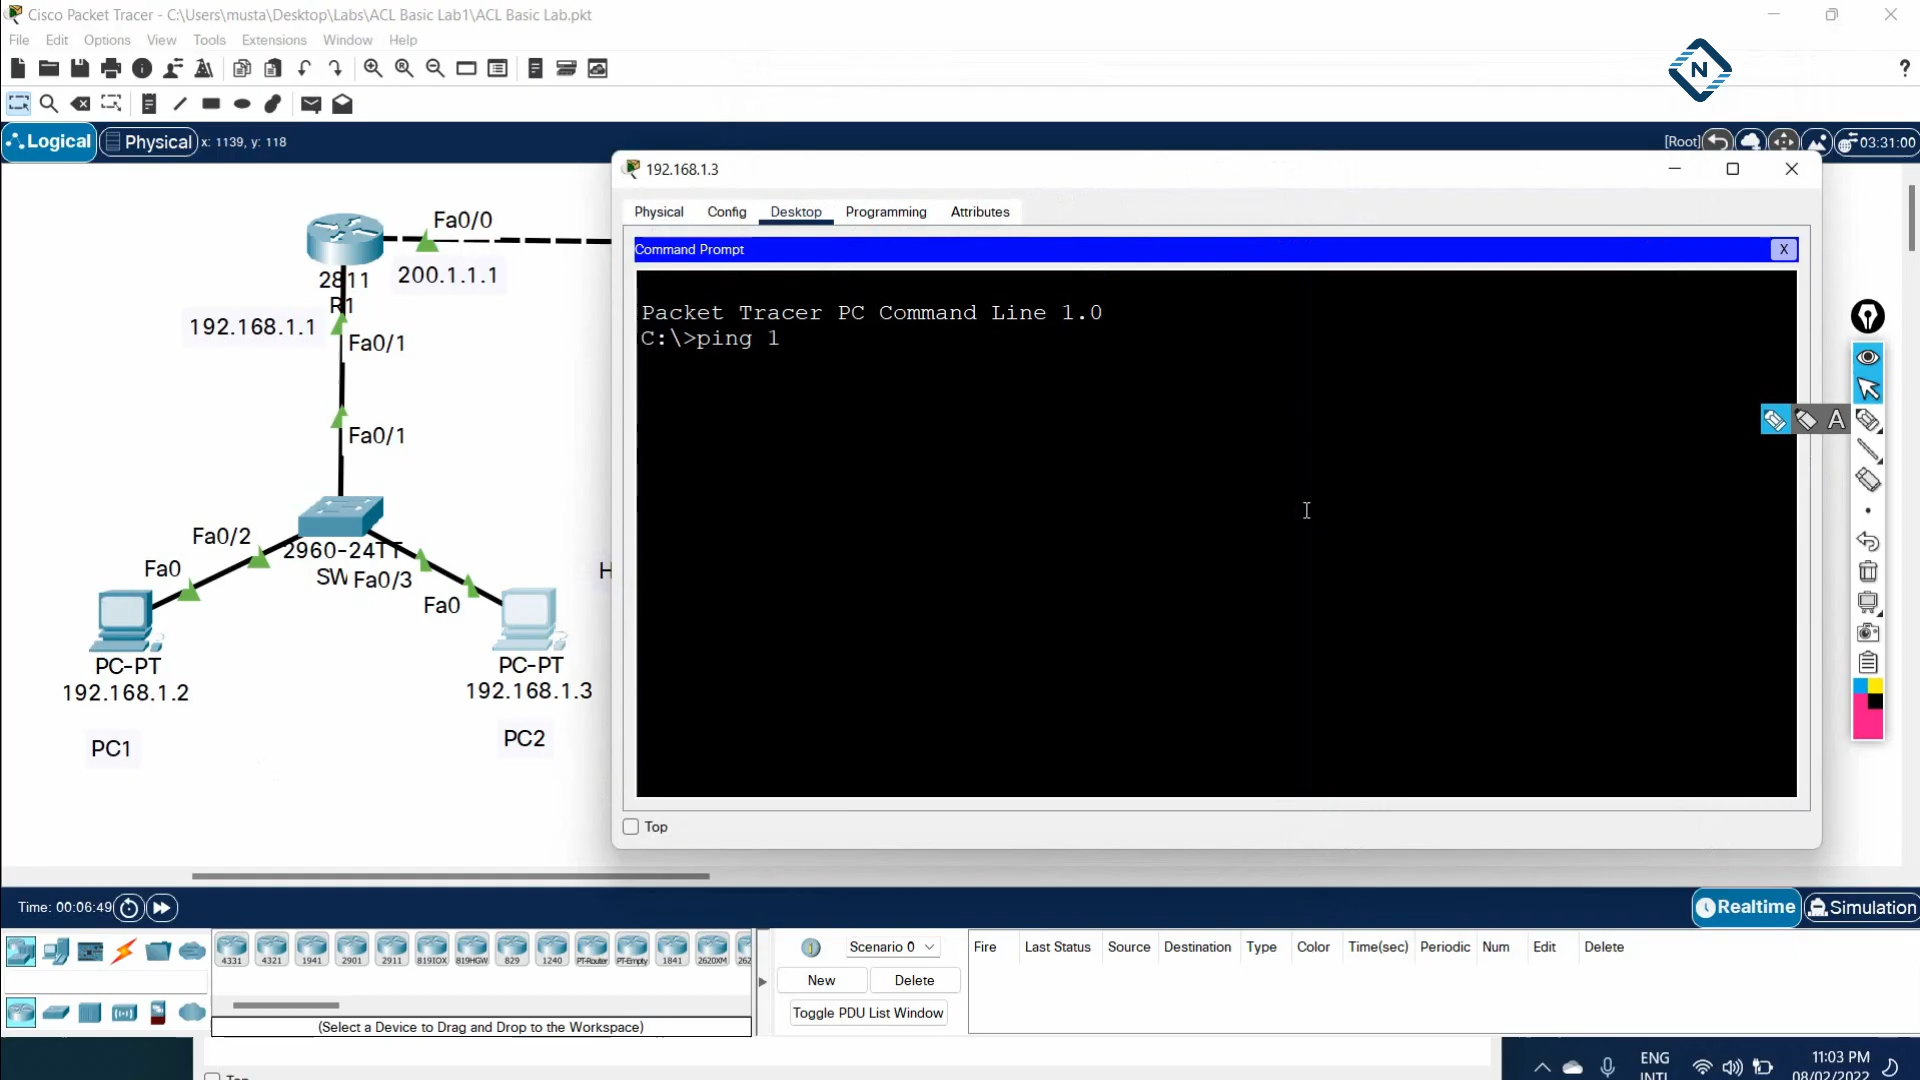 Cisco Packet Tracer - C:\Users\musta\Desktop\Labs\ACL Basic Lab1\ACL Basic Lab.pkt
File Edit Options View Tools Extensions Window Help
N
?
Logical Physical x: 1139, y: 118
[Root] 03:31:00
192.168.1.3
Physical Config Desktop Programming Attributes
Command Prompt
X
Packet Tracer PC Command Line 1.0
C:\>ping 1
Top
Fa0/0
2811
R1
200.1.1.1
192.168.1.1
Fa0/1
Fa0/1
Fa0/2
2960-24TT
SW
Fa0/3
Fa0
Fa0
H
PC-PT
192.168.1.2
PC1
PC-PT
192.168.1.3
PC2
A
Time: 00:06:49
Realtime Simulation
4331 4321 1941 2901 2911 819IOX 819HGW 829 1240 PT-Router PT-Empty 1841 2620XM 262
(Select a Device to Drag and Drop to the Workspace)
Scenario 0
New Delete
Toggle PDU List Window
Fire Last Status Source Destination Type Color Time(sec) Periodic Num Edit Delete
ENG
INTL
11:03 PM
08/02/2022